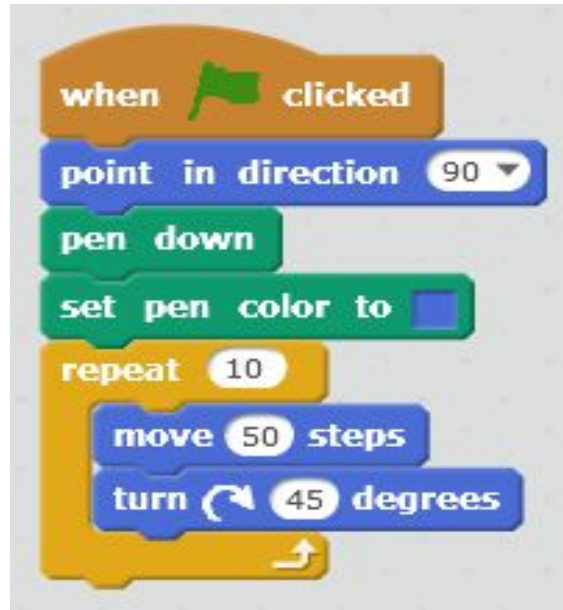 when clicked
point in direction 90
pen down
set pen color to
repeat 10
move 50 steps
turn 45 degrees